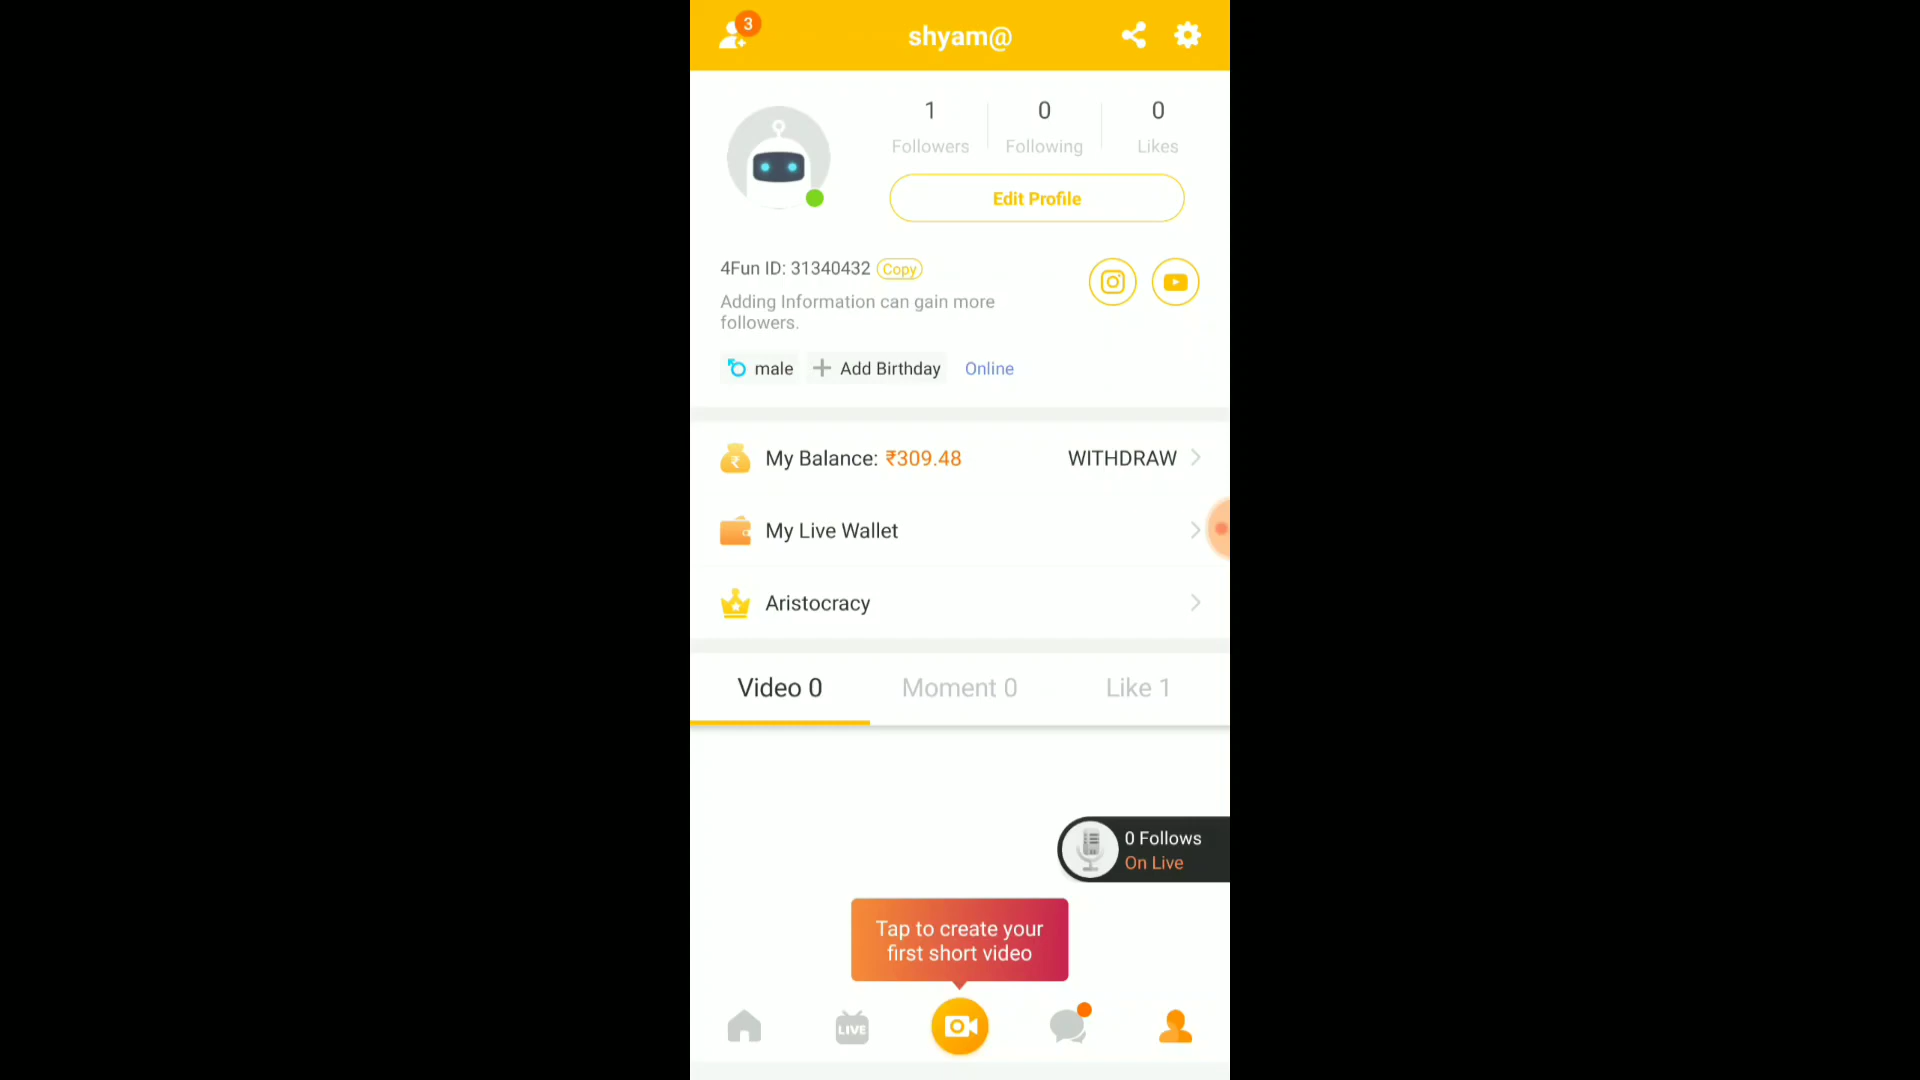 3
shyam@
1
0
0
Followers
Following
Likes
Edit Profile
4Fun ID: 31340432 Copy
Adding Information can gain more
followers.
male
Add Birthday
Online
My Balance: ₹309.48
WITHDRAW
My Live Wallet
Aristocracy
Video 0
Moment 0
Like 1
0 Follows
On Live
Tap to create your
first short video
LIVE